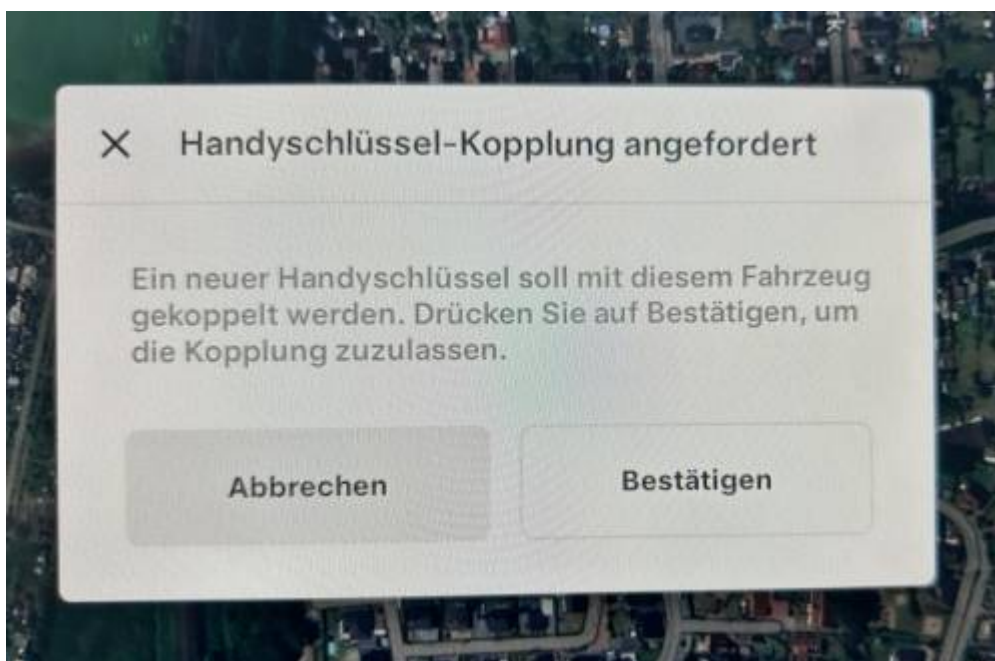 Handyschlüssel-Kopplung angefordert
Ein neuer Handyschlüssel soll mit diesem Fahrzeug
gekoppelt werden. Drücken Sie auf Bestätigen, um
die Kopplung zuzulassen.
Abbrechen
Bestätigen